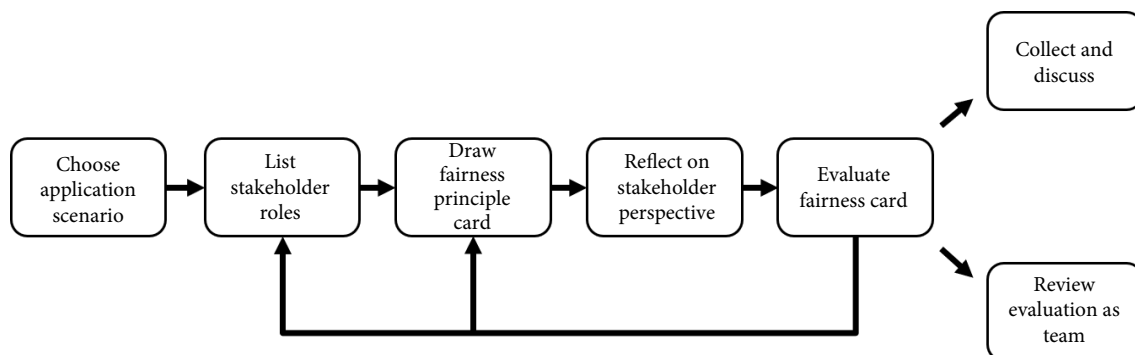 Choose
application
scenario
List
stakeholder
roles
Draw
fairness
principle
card
Reflect on
stakeholder
perspective
Evaluate
fairness card
Collect and
discuss
Review
evaluation as
team